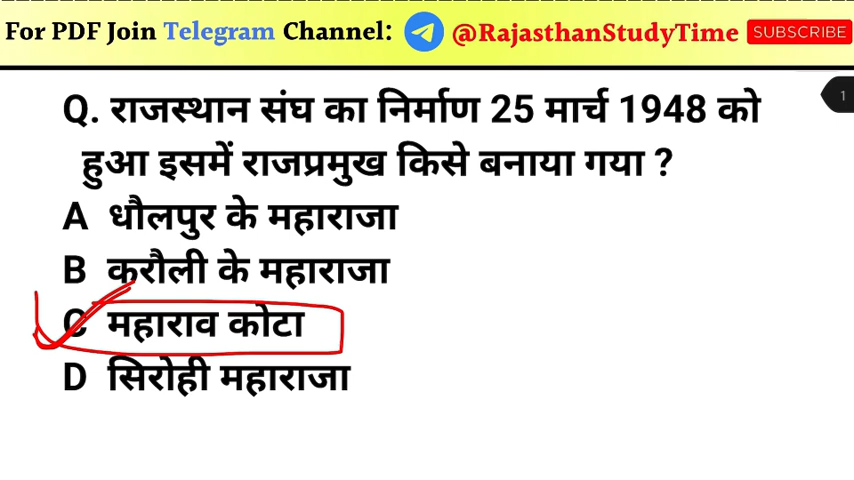 For PDF Join Telegram Channel: @RajasthanStudyTime SUBSCRIBE
1
Q. राजस्थान संघ का निर्माण 25 मार्च 1948 को
हुआ इसमें राजप्रमुख किसे बनाया गया ?
A धौलपुर के महाराजा
B करौली के महाराजा
C महाराव कोटा
D सिरोही महाराजा